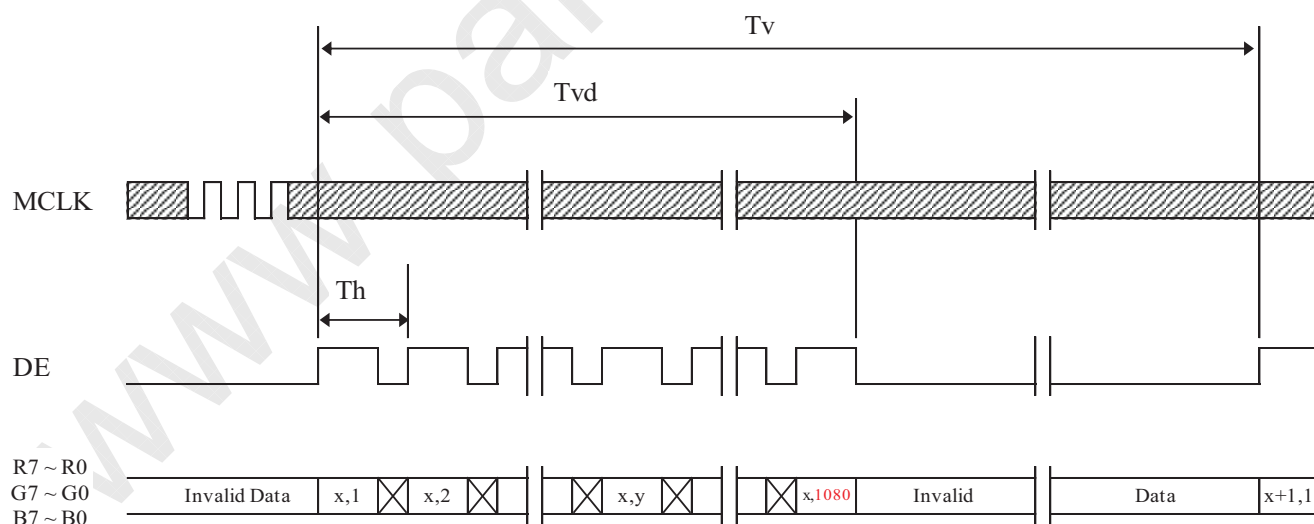 Tv
Tvd
MCLK
Th
DE
R7 ~ R0
G7 ~ G0
B7 ~ B0
Invalid Data x,1 x,2 x,y x,1080 Invalid Data x+1,1
www